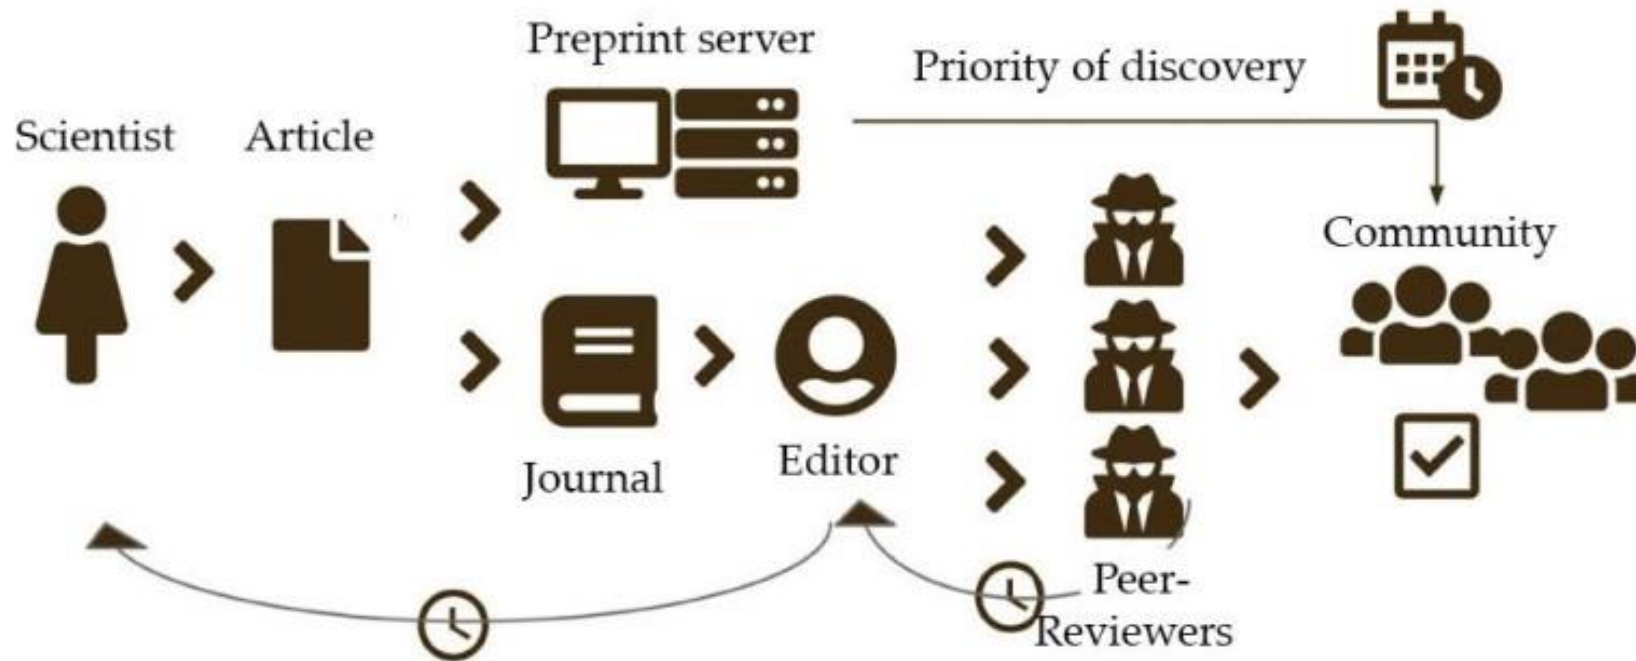 Preprint server
Priority of discovery
Scientist
Article
Community
Journal
Editor
Peer-
Reviewers